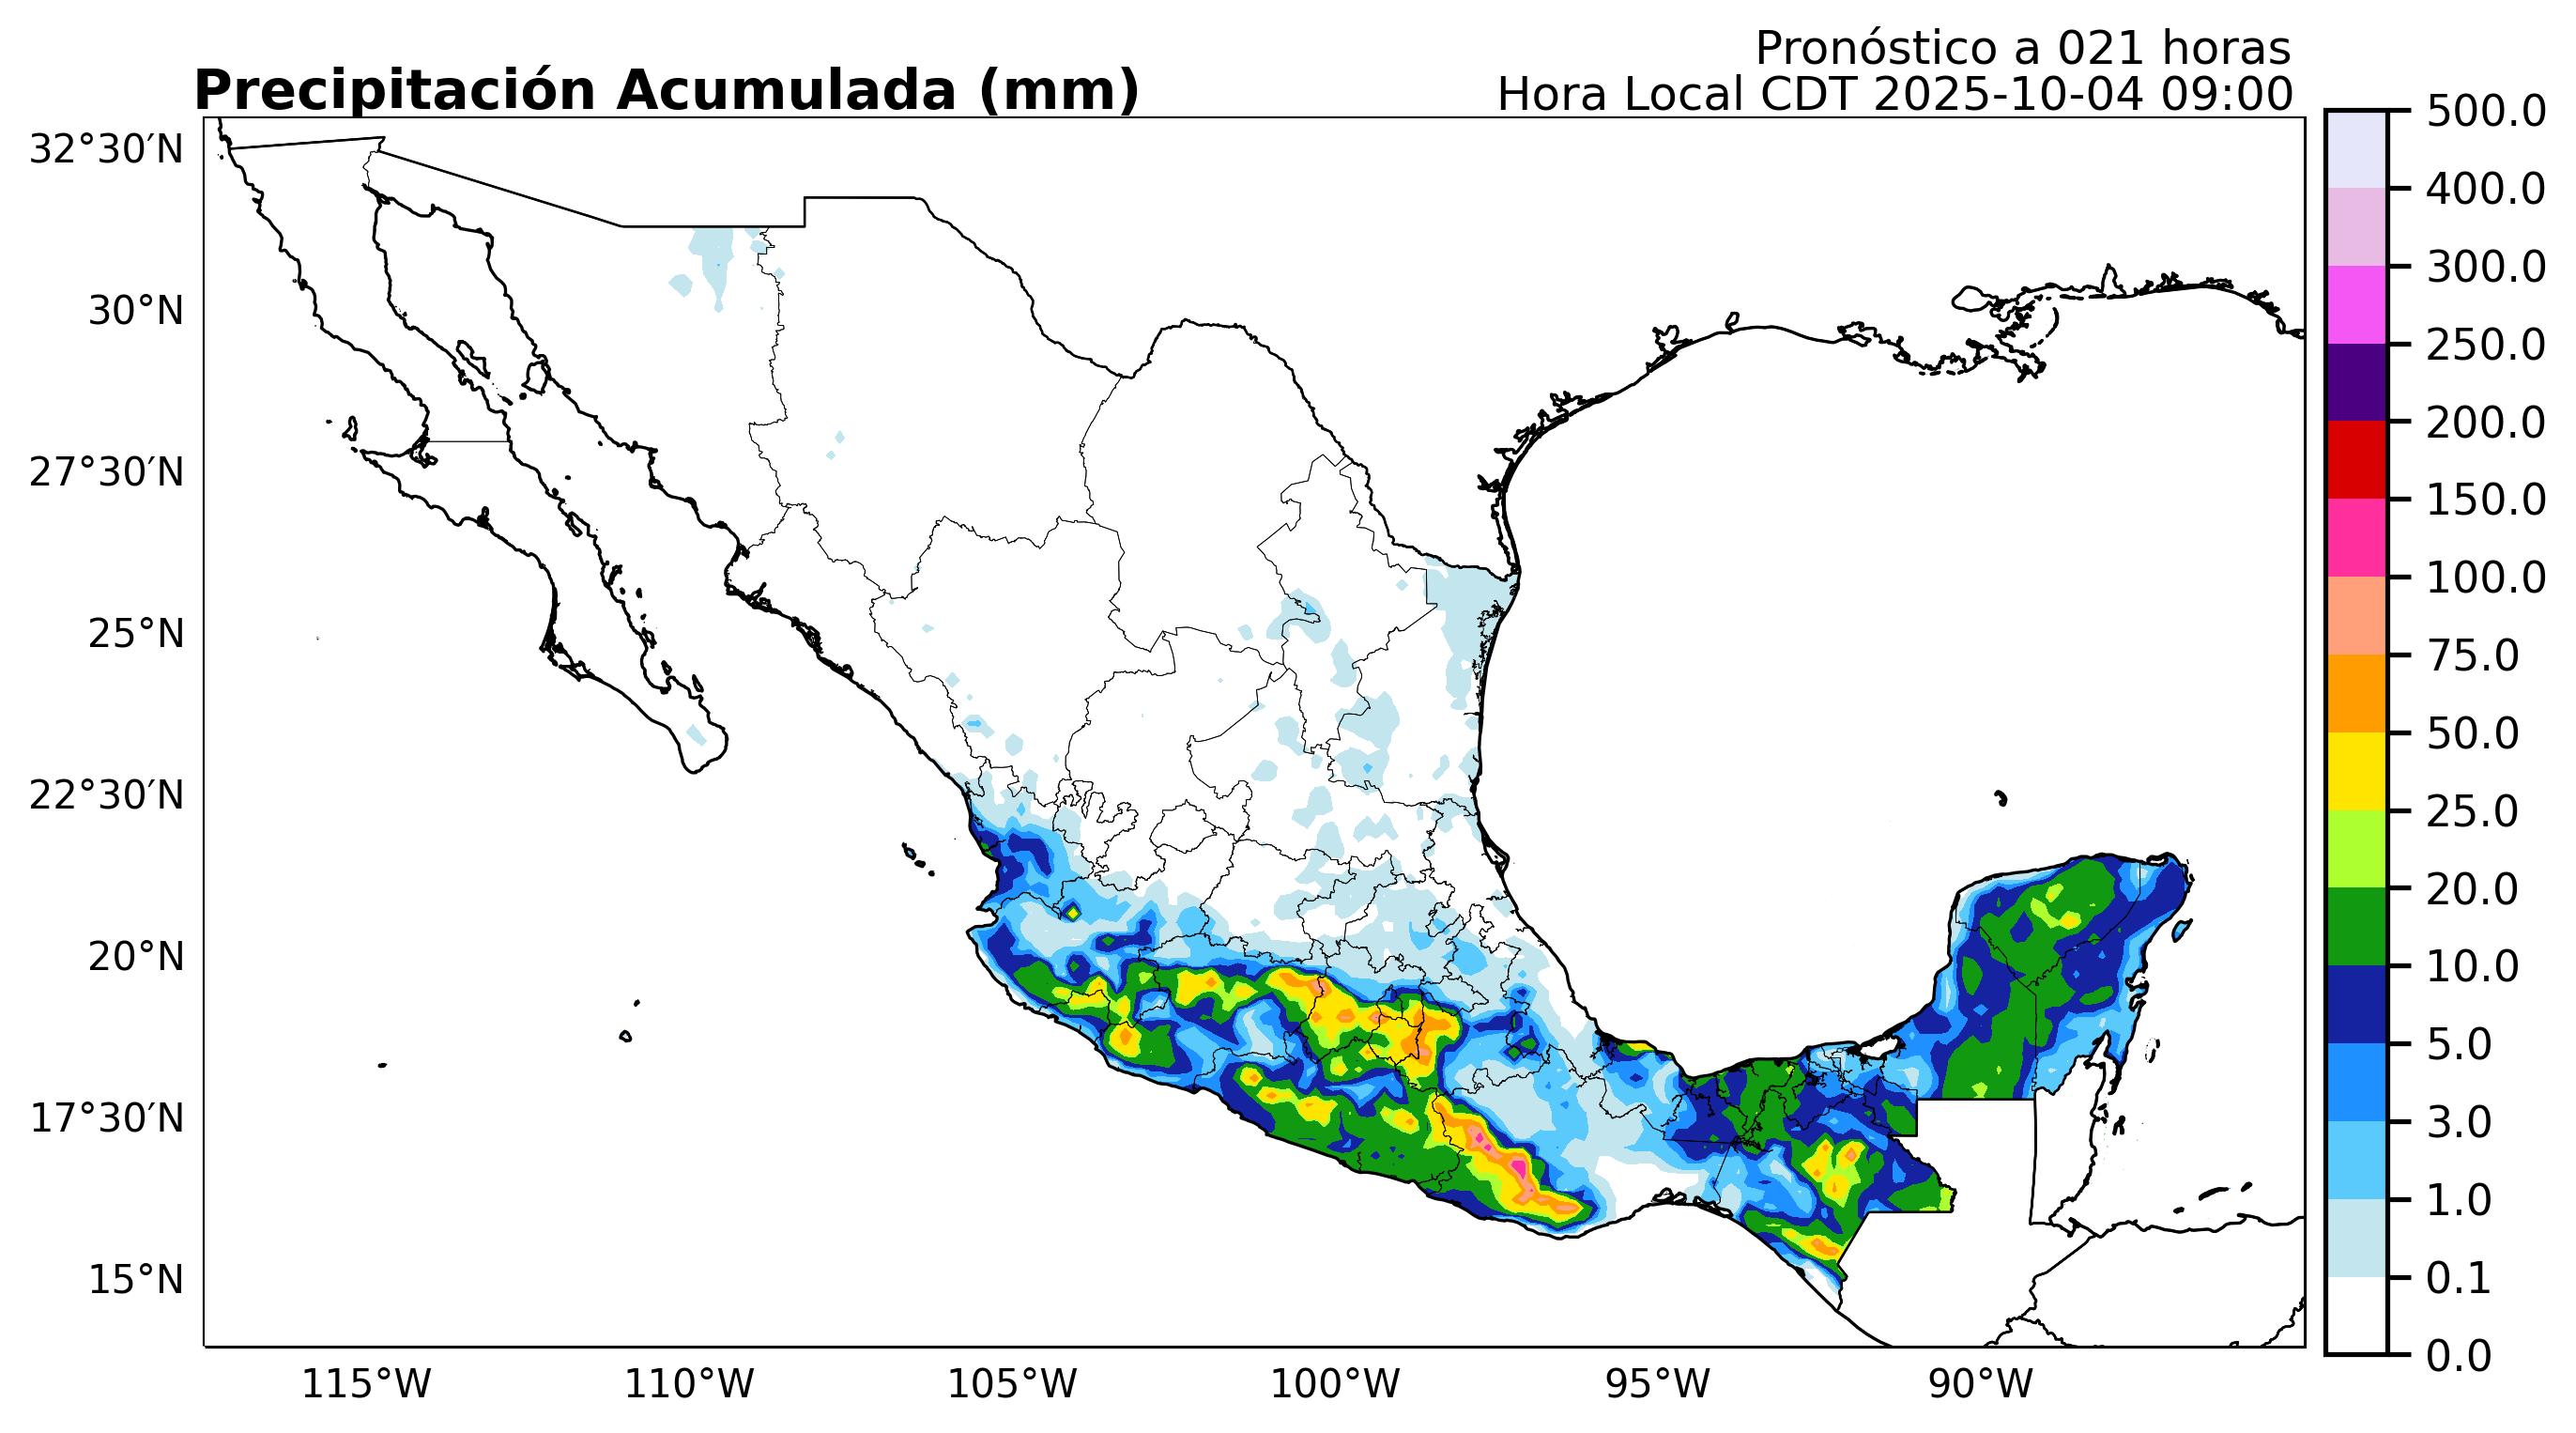 Pronóstico a 021 horas
Precipitación Acumulada (mm)
Hora Local CDT 2025-10-04 09:00
32°30′N
30°N
27°30′N
25°N
22°30′N
20°N
17°30′N
15°N
115°W
110°W
105°W
100°W
95°W
90°W
500.0
400.0
300.0
250.0
200.0
150.0
100.0
75.0
50.0
25.0
20.0
10.0
5.0
3.0
1.0
0.1
0.0